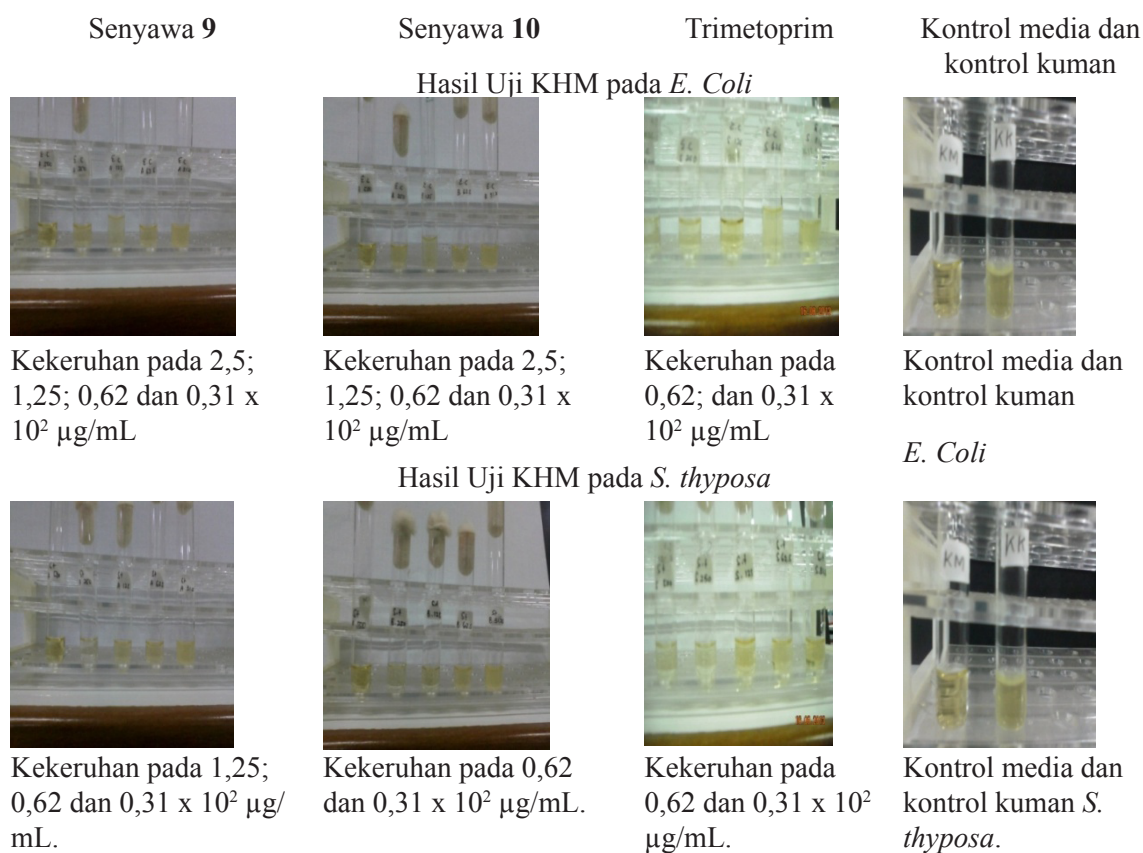 Senyawa 9
Senyawa 10
Trimetoprim
Kontrol media dan
kontrol kuman
Hasil Uji KHM pada E. Coli
KM
KK
Kekeruhan pada 2,5;
1,25; 0,62 dan 0,31 x
10² µg/mL
Kekeruhan pada 2,5;
1,25; 0,62 dan 0,31 x
10² µg/mL
Kekeruhan pada
0,62; dan 0,31 x
10² µg/mL
Kontrol media dan
kontrol kuman
E. Coli
Hasil Uji KHM pada S. thyposa
KM
KK
Kekeruhan pada 1,25;
0,62 dan 0,31 x 10² µg/
mL.
Kekeruhan pada 0,62
dan 0,31 x 10² µg/mL.
Kekeruhan pada
0,62 dan 0,31 x 10²
µg/mL.
Kontrol media dan
kontrol kuman S.
thyposa.